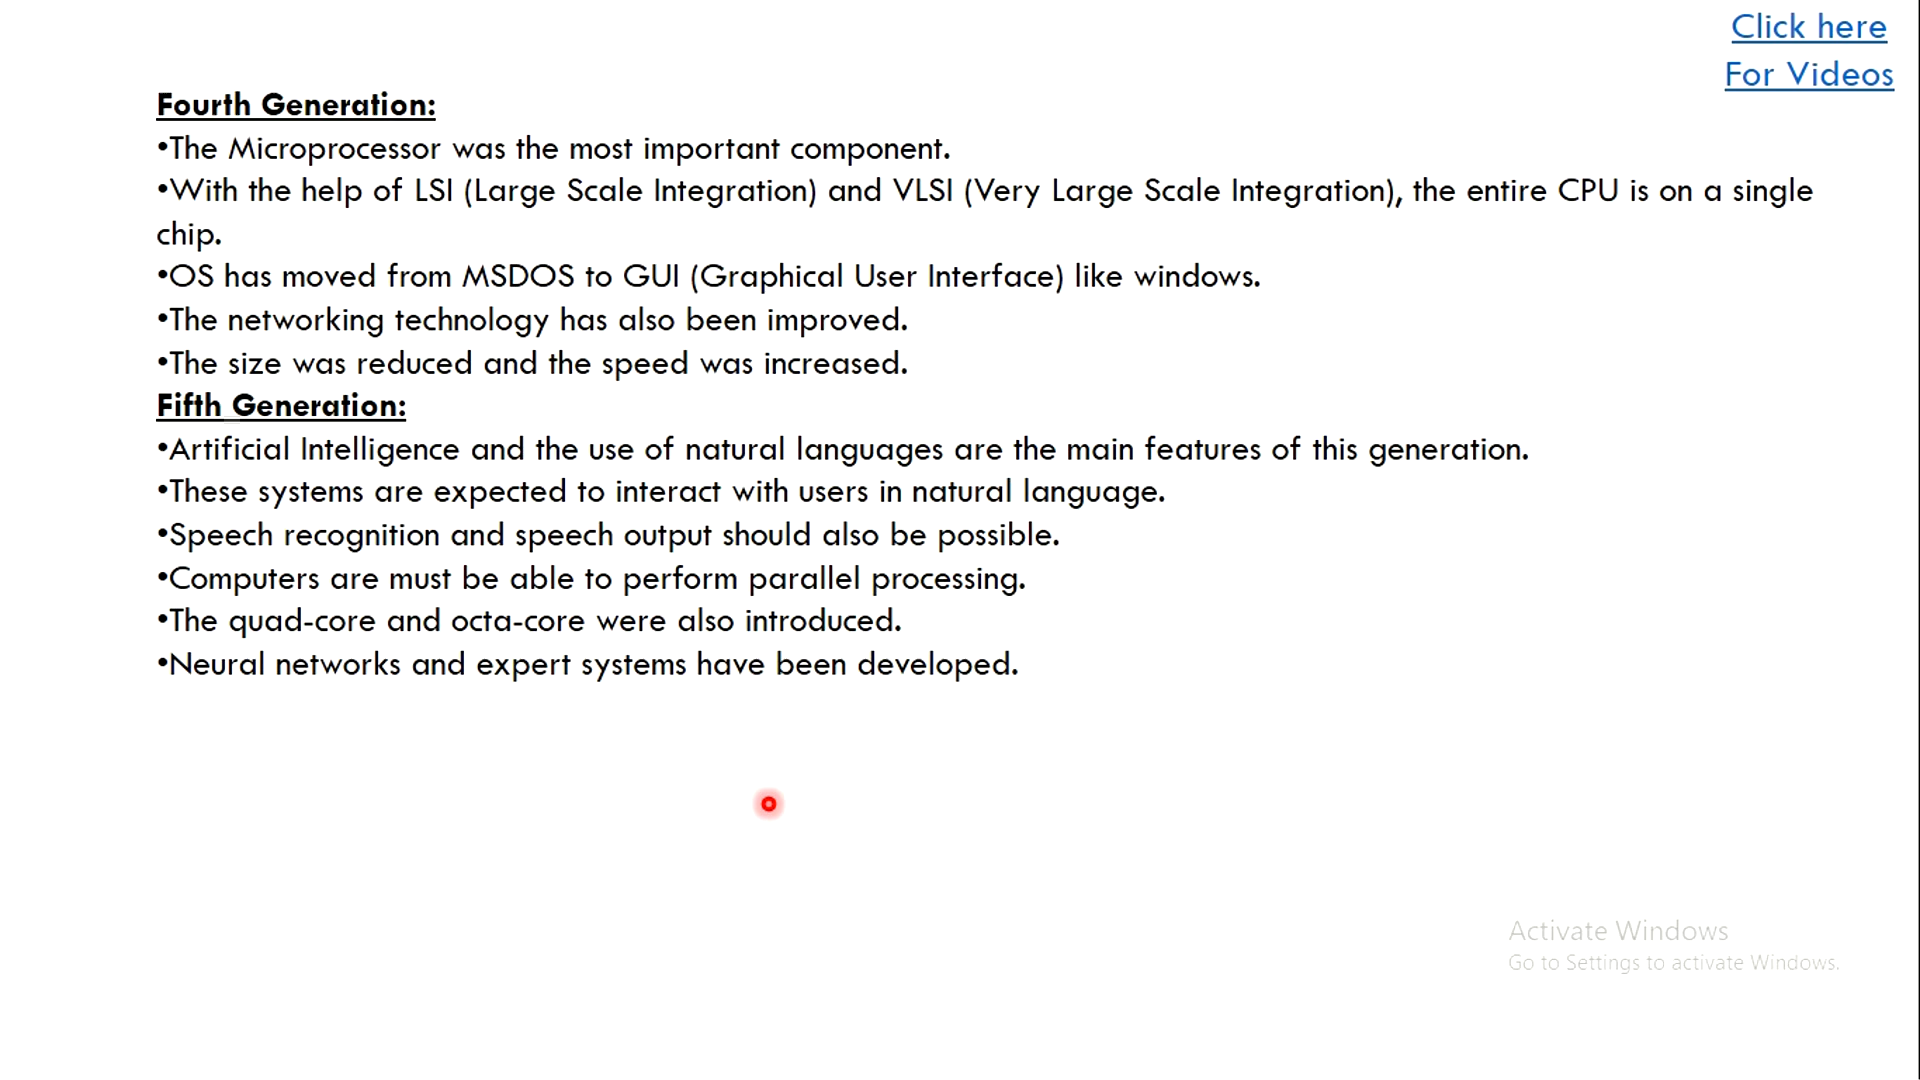 Click here
For Videos
Fourth Generation:
•The Microprocessor was the most important component.
•With the help of LSI (Large Scale Integration) and VLSI (Very Large Scale Integration), the entire CPU is on a single
chip.
•OS has moved from MSDOS to GUI (Graphical User Interface) like windows.
•The networking technology has also been improved.
•The size was reduced and the speed was increased.
Fifth Generation:
•Artificial Intelligence and the use of natural languages are the main features of this generation.
•These systems are expected to interact with users in natural language.
•Speech recognition and speech output should also be possible.
•Computers are must be able to perform parallel processing.
•The quad-core and octa-core were also introduced.
•Neural networks and expert systems have been developed.
Activate Windows
Go to Settings to activate Windows.